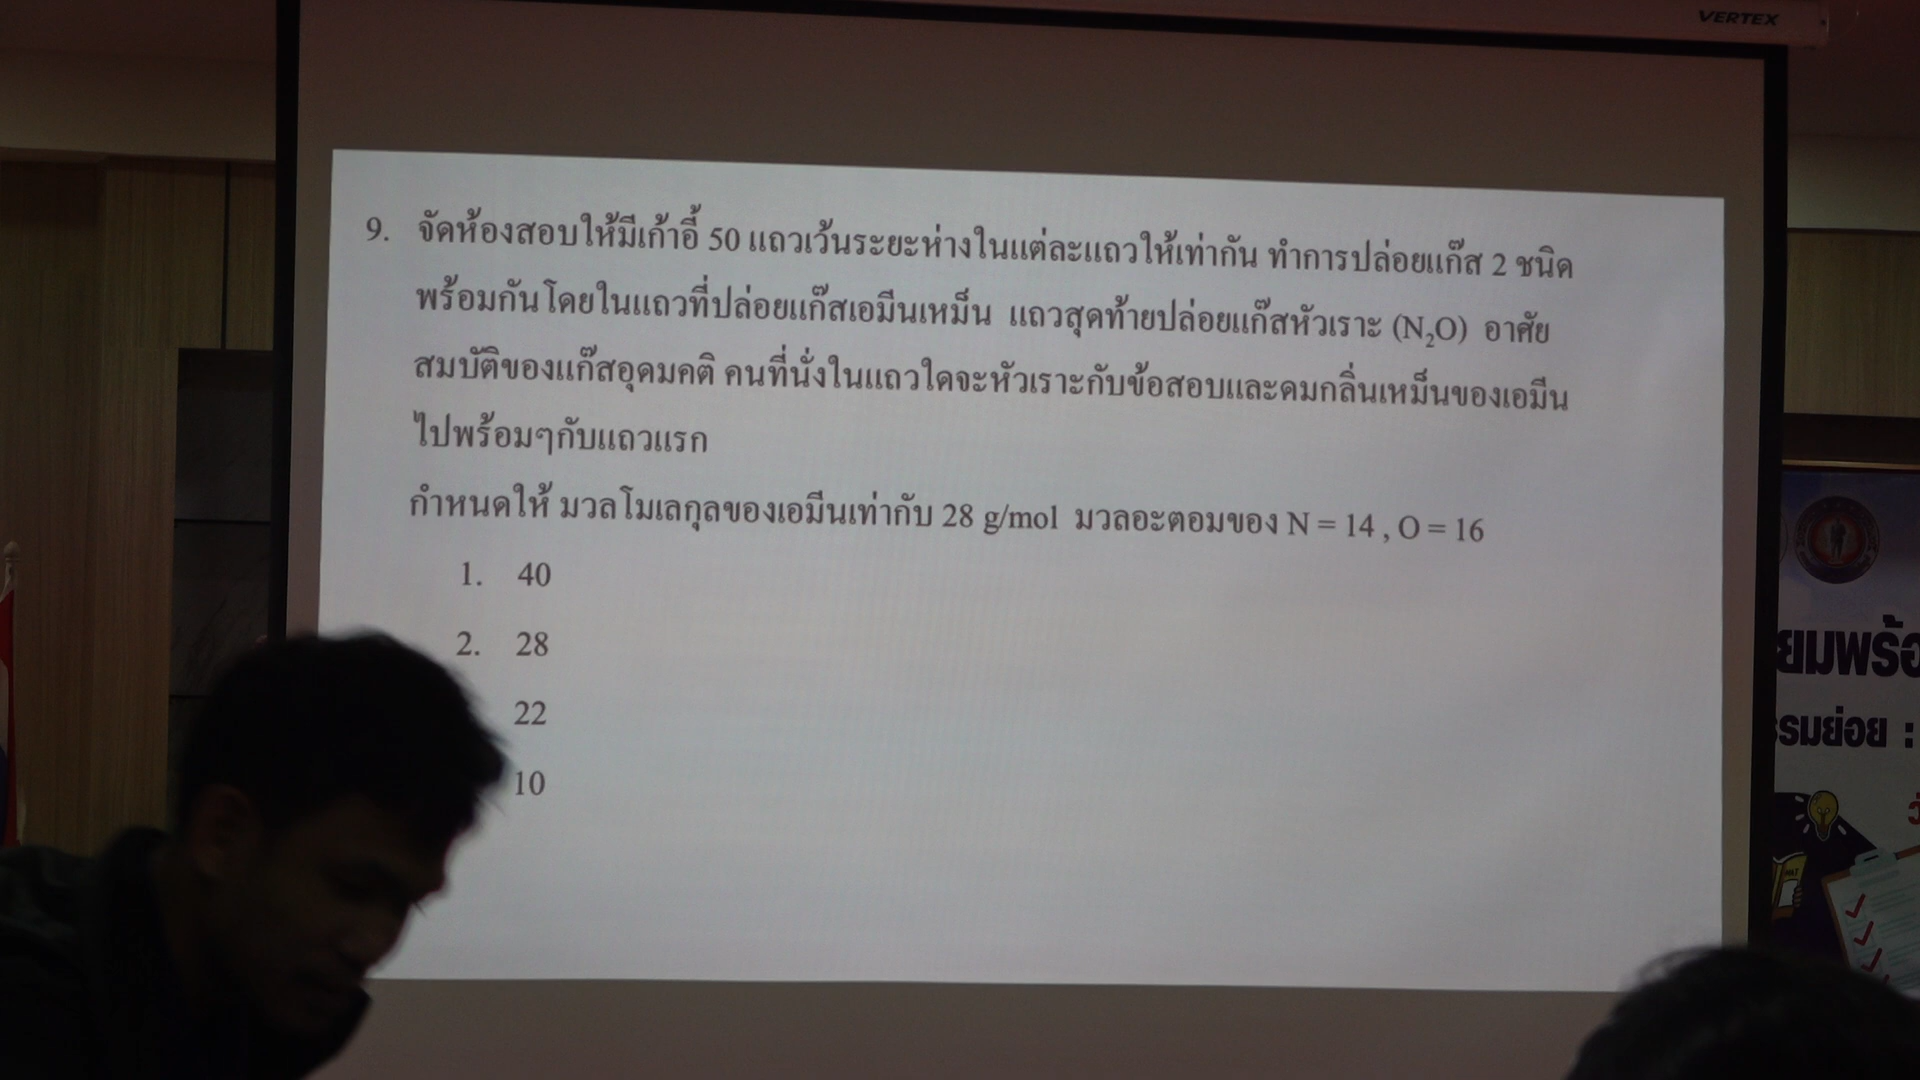 VERTEX
9. จัดห้องสอบให้มีเก้าอี้ 50 แถวเว้นระยะห่างในแต่ละแถวให้เท่ากัน ทำการปล่อยแก๊ส 2 ชนิด
พร้อมกันโดยในแถวที่ปล่อยแก๊สเอมีนเหม็น แถวสุดท้ายปล่อยแก๊สหัวเราะ (N₂O) อาศัย
สมบัติของแก๊สอุดมคติ คนที่นั่งในแถวใดจะหัวเราะกับข้อสอบและดมกลิ่นเหม็นของเอมีน
ไปพร้อมๆกับแถวแรก
กำหนดให้ มวลโมเลกุลของเอมีนเท่ากับ 28 g/mol มวลอะตอมของ N = 14 , O = 16
1. 40
2. 28
22
10
ยมพร้อ
รมย่อย :